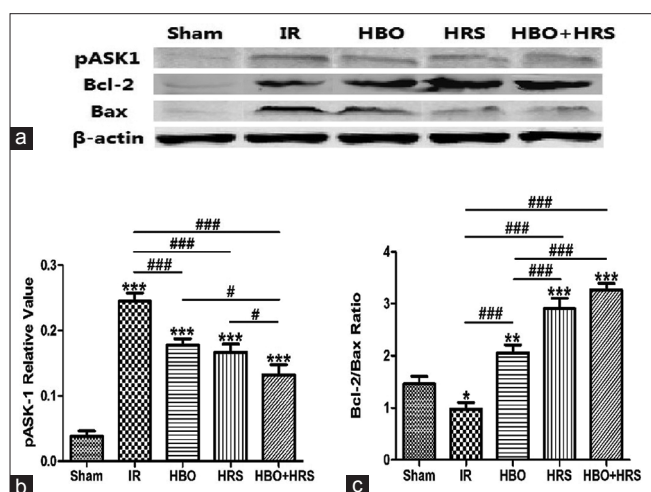 Sham IR HBO HRS HBO+HRS
pASK1
Bcl-2
Bax
β-actin
a
###
###
###
#
#
0.3
0.2
0.1
0.0
pASK-1 Relative Value
***
***
***
***
Sham IR HBO HRS HBO+HRS
b
###
###
###
###
###
4
3
2
1
0
Bcl-2/Bax Ratio
*
**
***
***
Sham IR HBO HRS HBO+HRS
c